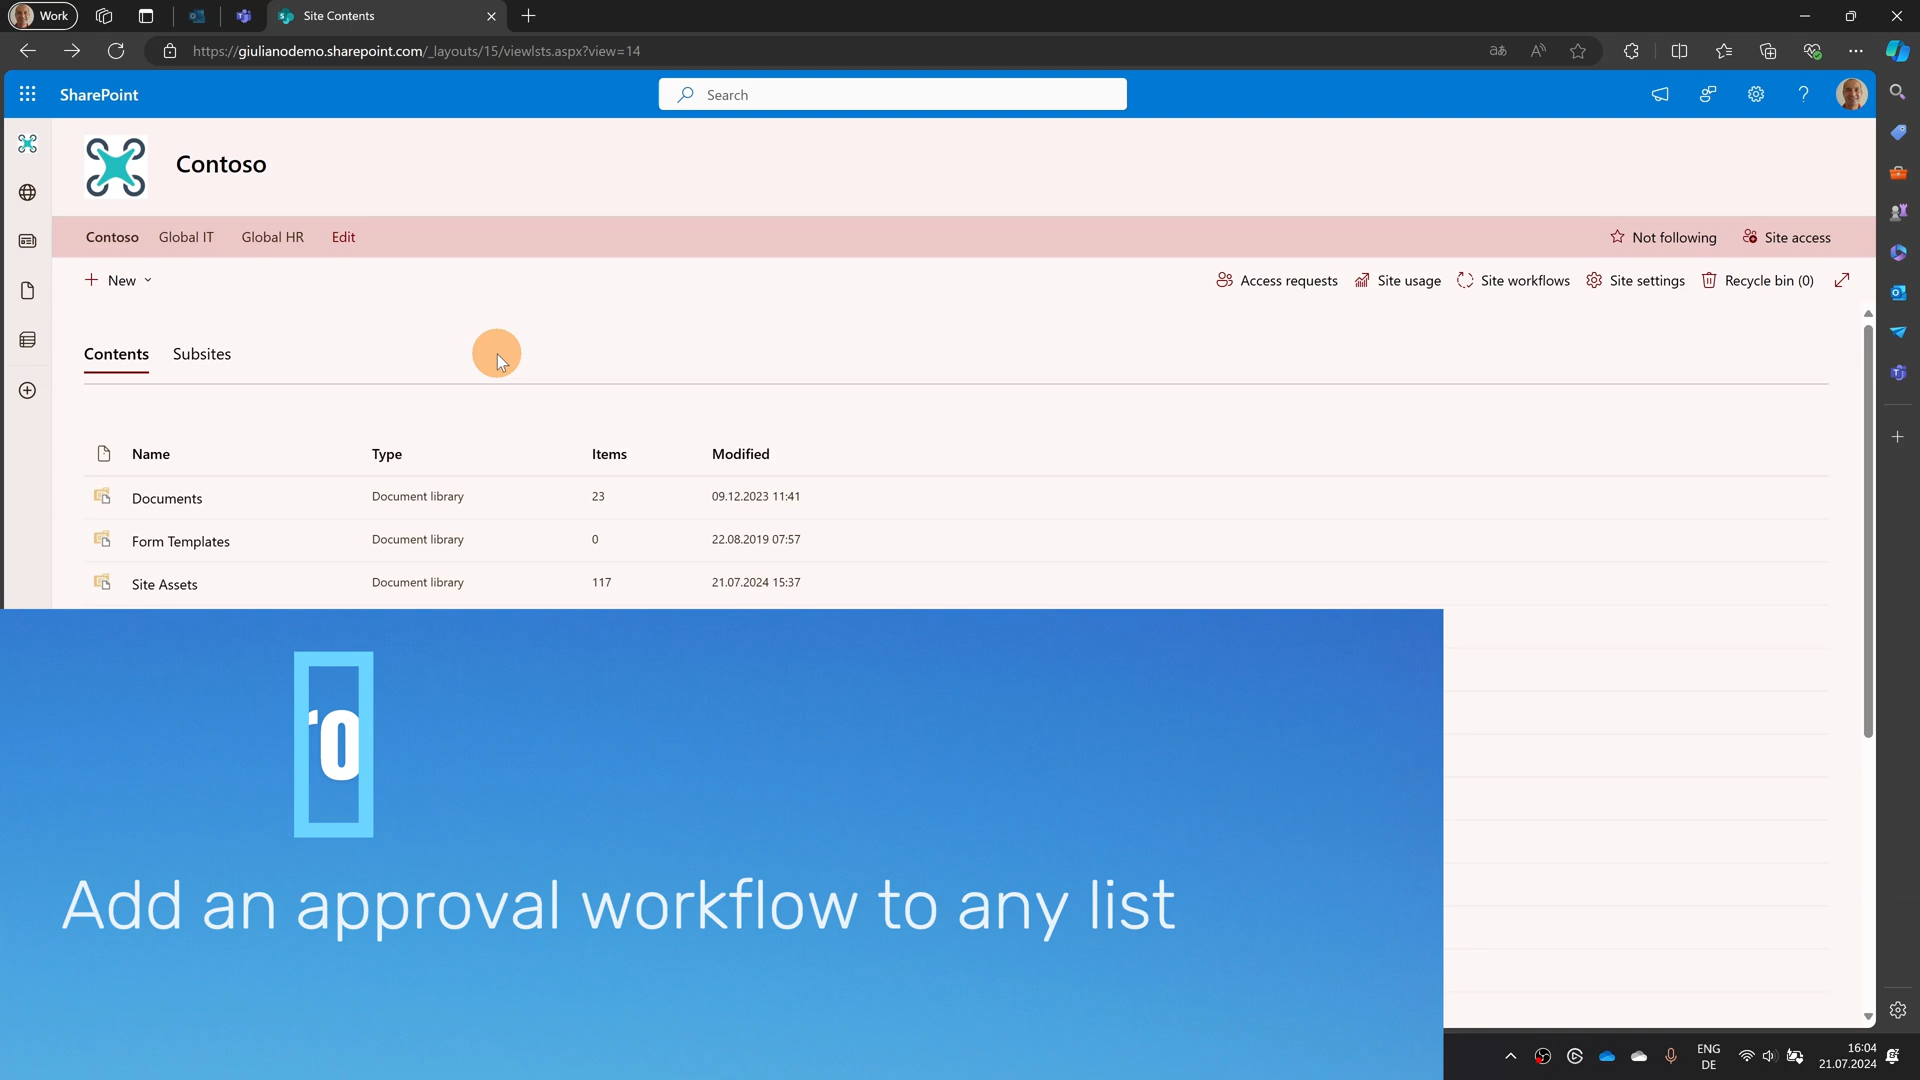 Work
Site Contents
https://giulianodemo.sharepoint.com/_layouts/15/viewlsts.aspx?view=14
SharePoint
Search
Contoso
Contoso Global IT Global HR Edit
Not following Site access
New
Access requests Site usage Site workflows Site settings Recycle bin (0)
Contents Subsites
Name Type Items Modified
Documents Document library 23 09.12.2023 11:41
Form Templates Document library 0 22.08.2019 07:57
Site Assets Document library 117 21.07.2024 15:37
Add an approval workflow to any list
ENG
DE
16:04
21.07.2024